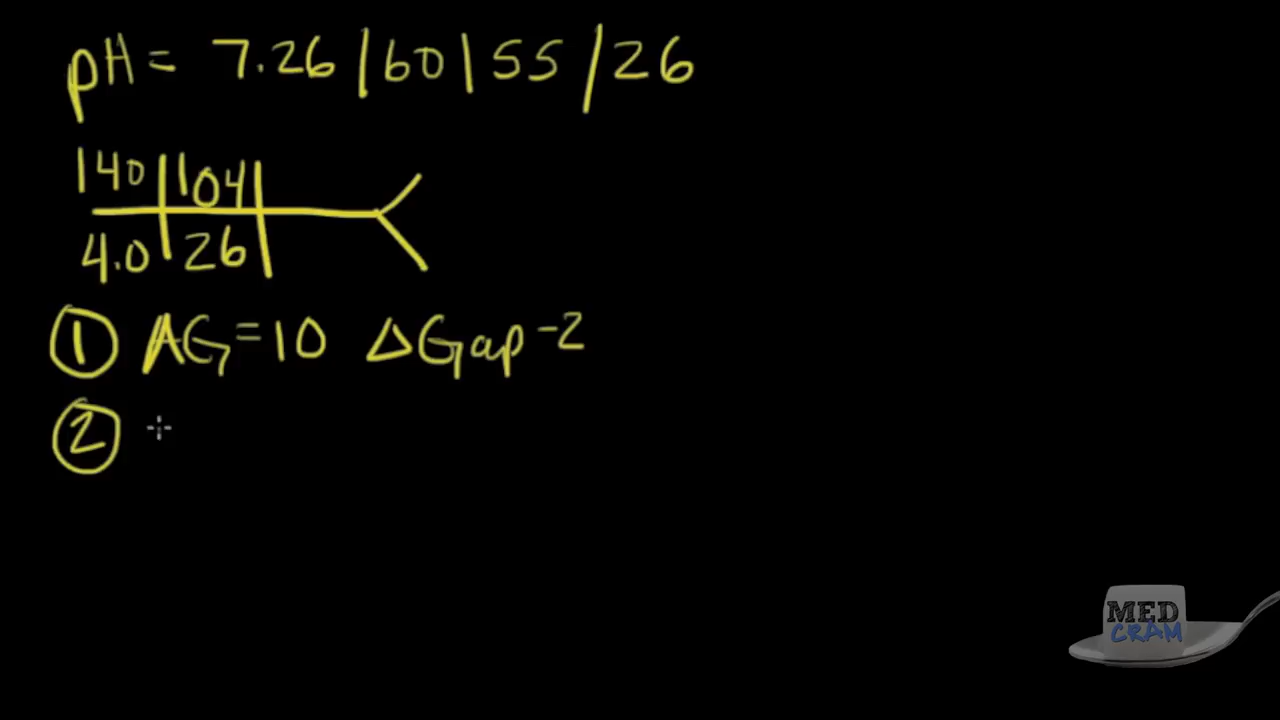 pH = 7.26 | 60 | 55 / 26
140 | 104 |
4.0 | 26 |
① AG = 10 ΔGap -2
②
MED
CRAM